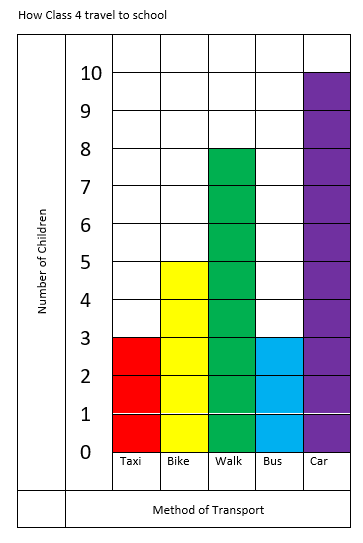 How Class 4 travel to school
Number of Children
10
9
8
7
6
5
4
3
2
1
0
Taxi Bike Walk Bus Car
Method of Transport